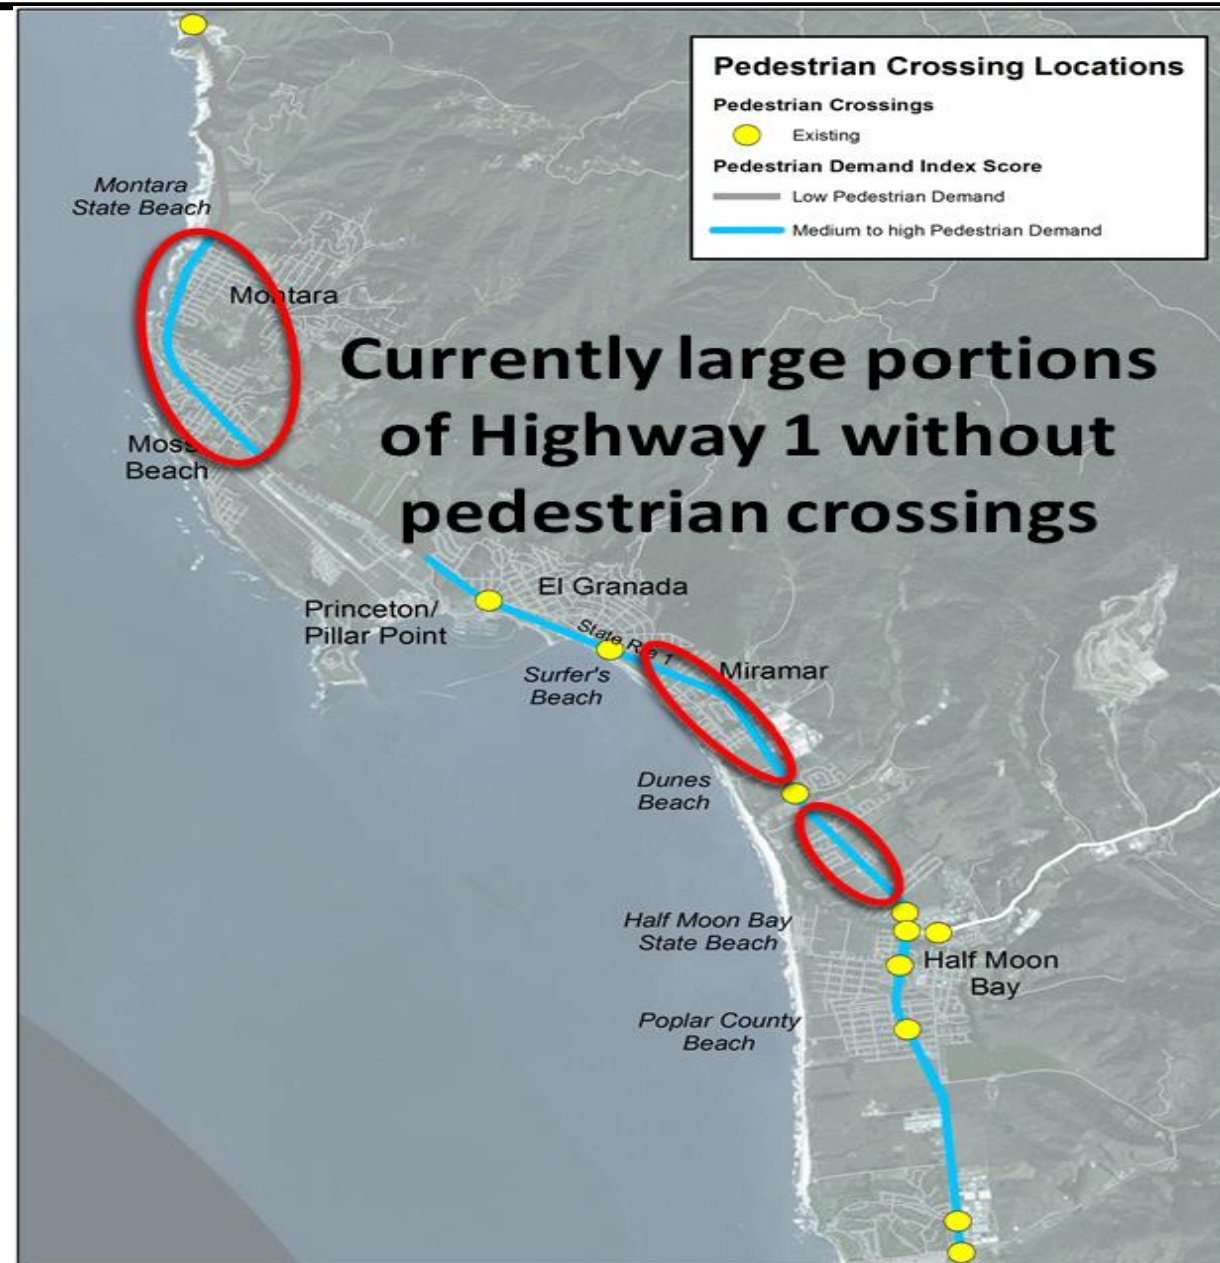 Pedestrian Crossing Locations
Pedestrian Crossings
Existing
Pedestrian Demand Index Score
Low Pedestrian Demand
Medium to high Pedestrian Demand
Montara
State Beach
Montara
Currently large portions
of Highway 1 without
pedestrian crossings
Moss
Beach
El Granada
Princeton/
Pillar Point
State Rte 1
Surfer's
Beach
Miramar
Dunes
Beach
Half Moon Bay
State Beach
Half Moon
Bay
Poplar County
Beach